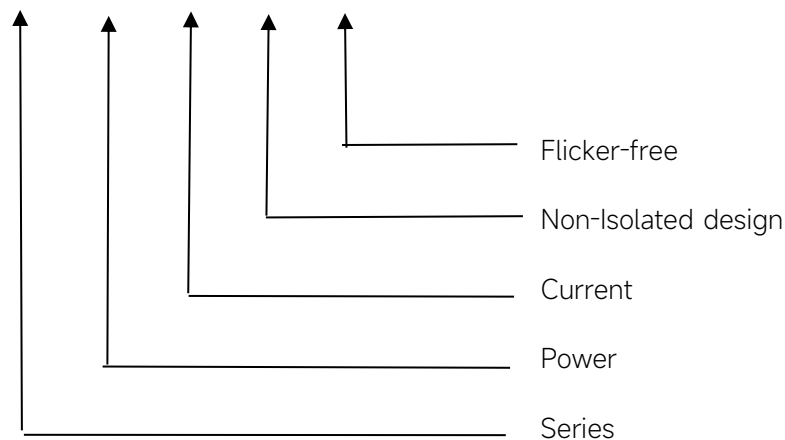 Flicker-free
Non-Isolated design
Current
Power
Series